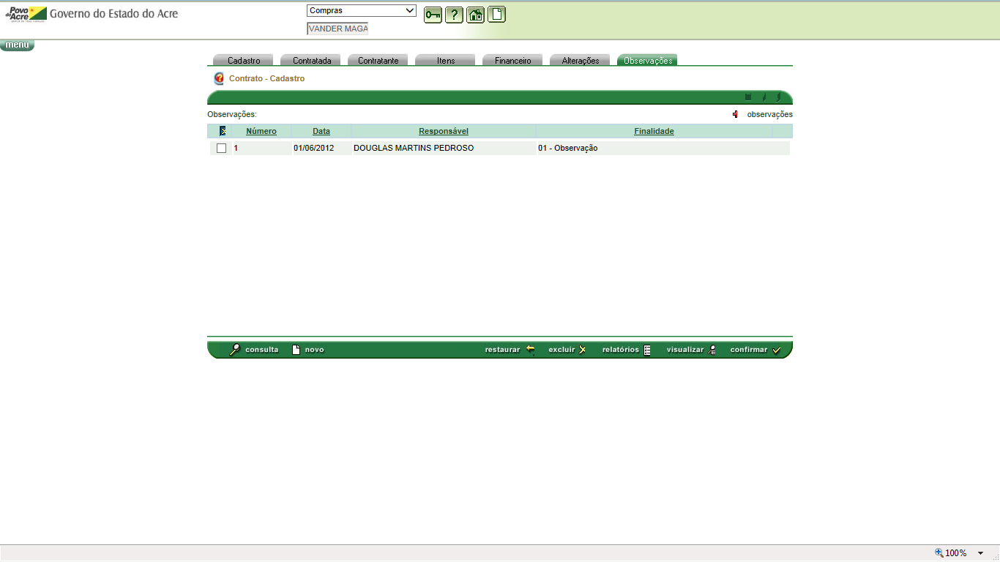 Povo do Acre
Governo do Estado do Acre
Compras
?
VANDER MAGA
menu
Cadastro Contratada Contratante Itens Financeiro Alterações Observações
Contrato - Cadastro
Observações: observações
Número Data Responsável Finalidade
1 01/06/2012 DOUGLAS MARTINS PEDROSO 01 - Observação
consulta novo restaurar excluir relatórios visualizar confirmar
100%